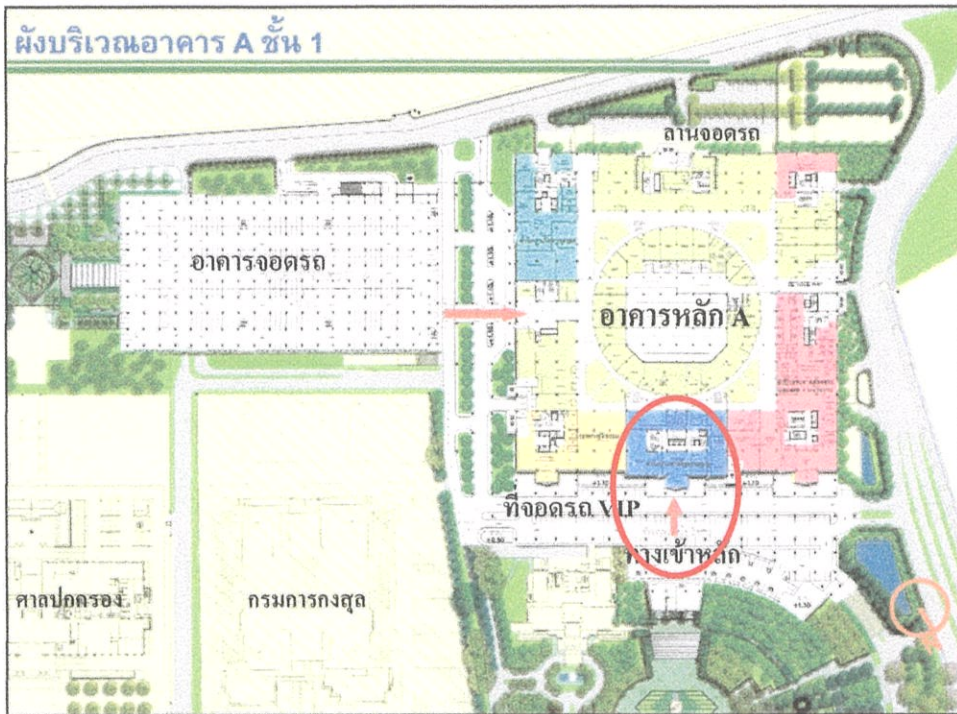 ผังบริเวณอาคาร A ชั้น 1
ลานจอดรถ
อาคารจอดรถ
อาคารหลัก A
ที่จอดรถ VIP
ทางเข้าหลัก
ศาลปกครอง
กรมการกงสุล